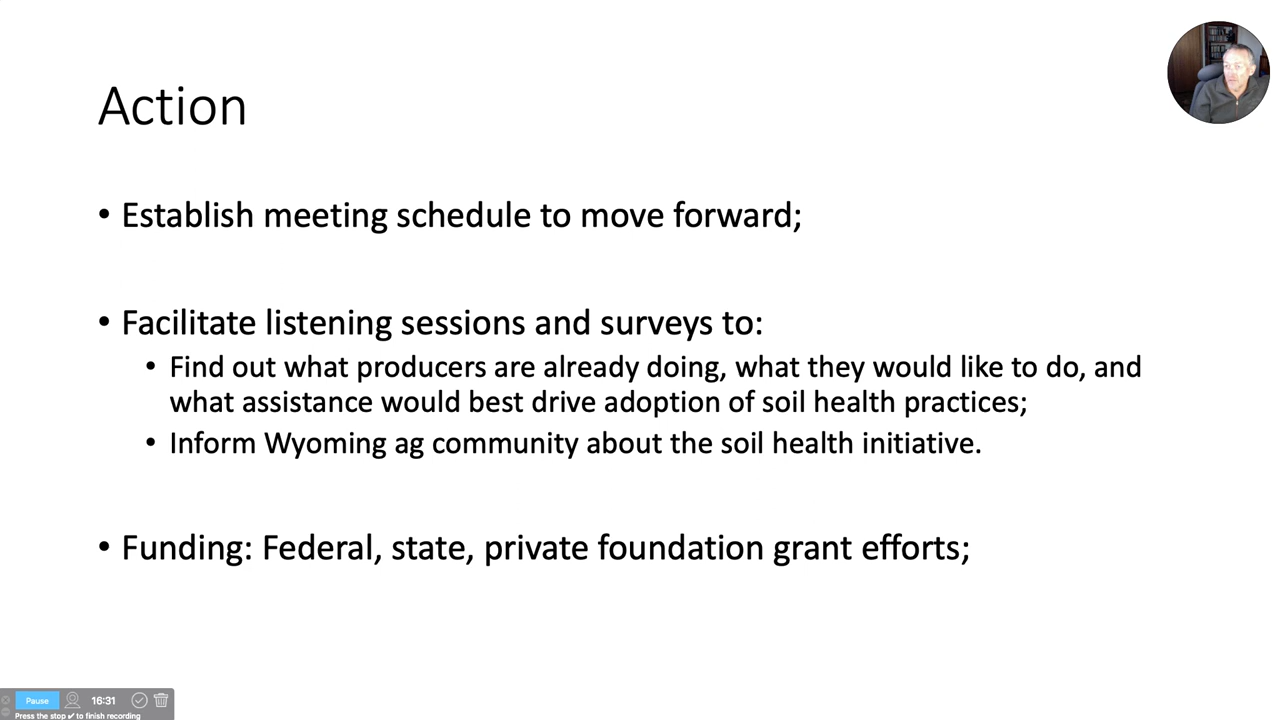 Action
• Establish meeting schedule to move forward;
• Facilitate listening sessions and surveys to:
• Find out what producers are already doing, what they would like to do, and
what assistance would best drive adoption of soil health practices;
• Inform Wyoming ag community about the soil health initiative.
• Funding: Federal, state, private foundation grant efforts;
Pause 16:31
Press the stop ✔ to finish recording